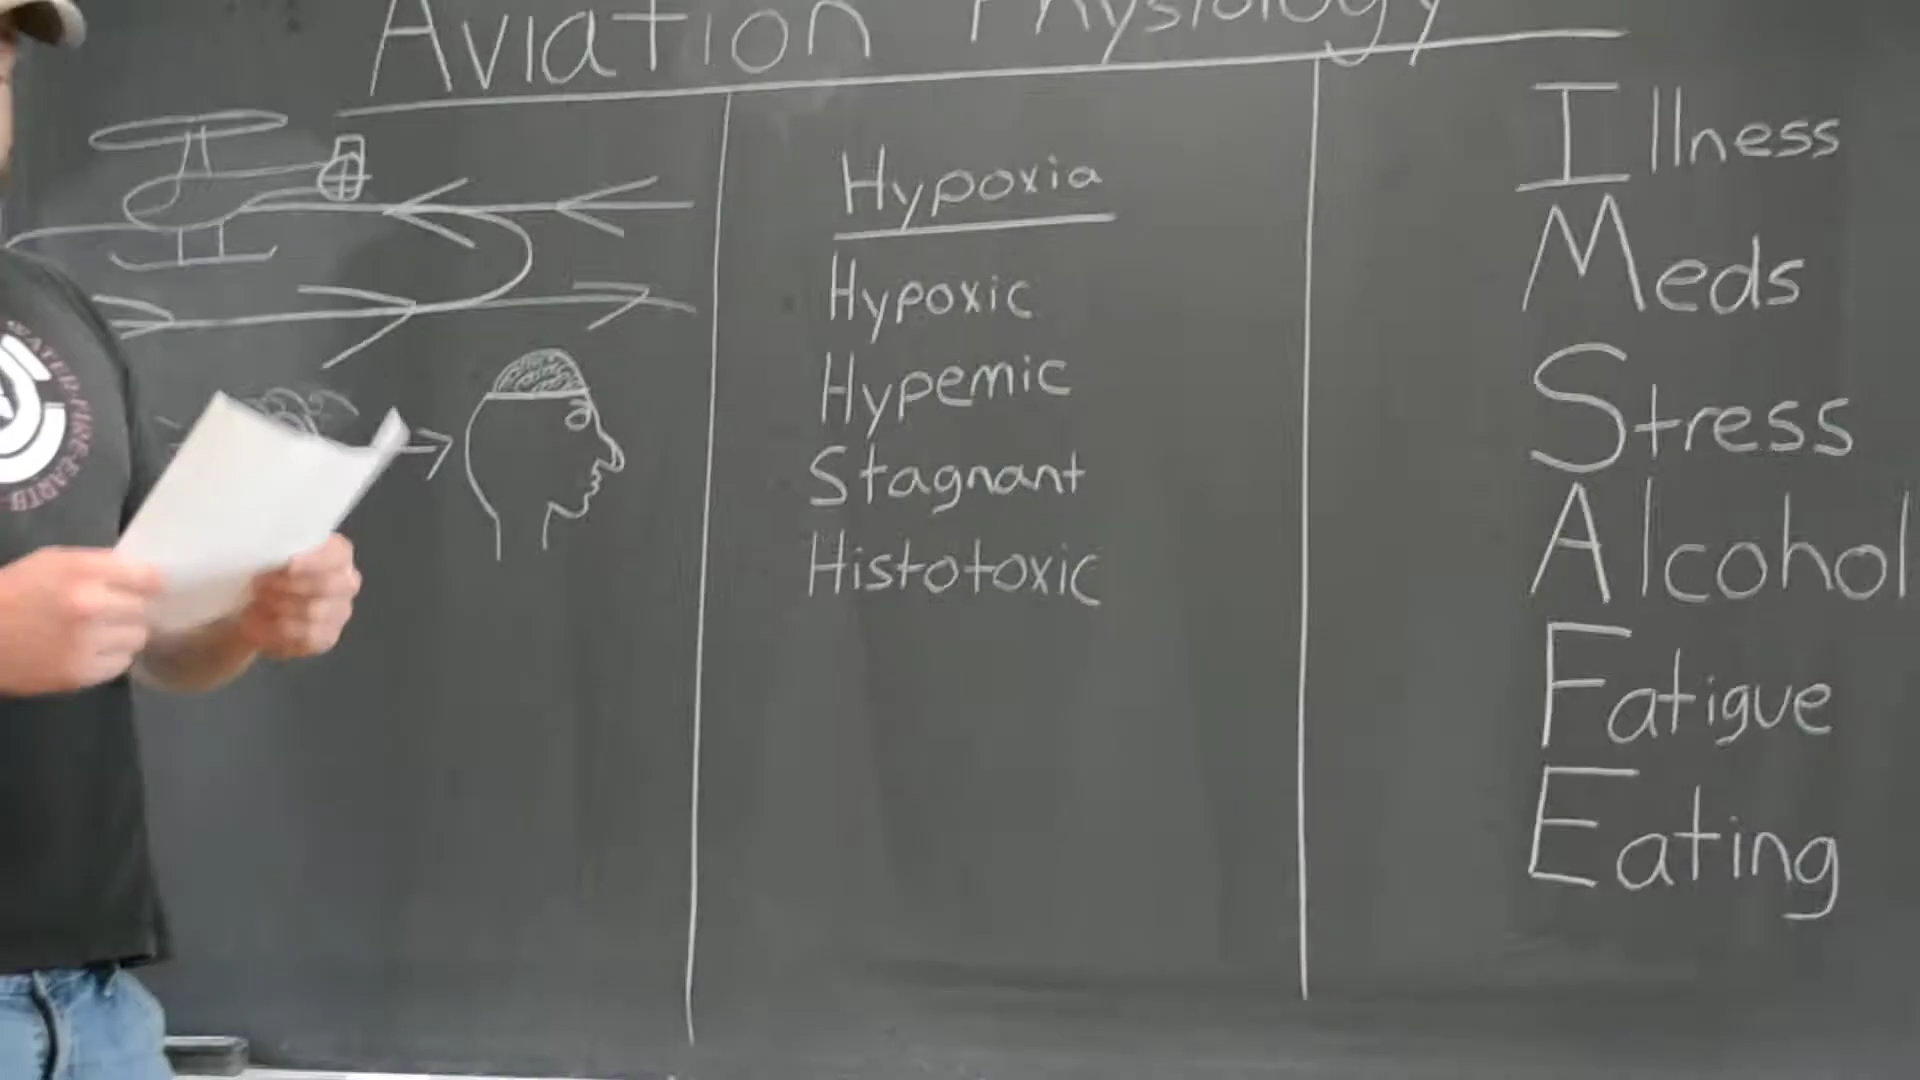 Aviation Physiology
Hypoxia
Hypoxic
Hypemic
Stagnant
Histotoxic
Illness
Meds
Stress
Alcohol
Fatigue
Eating